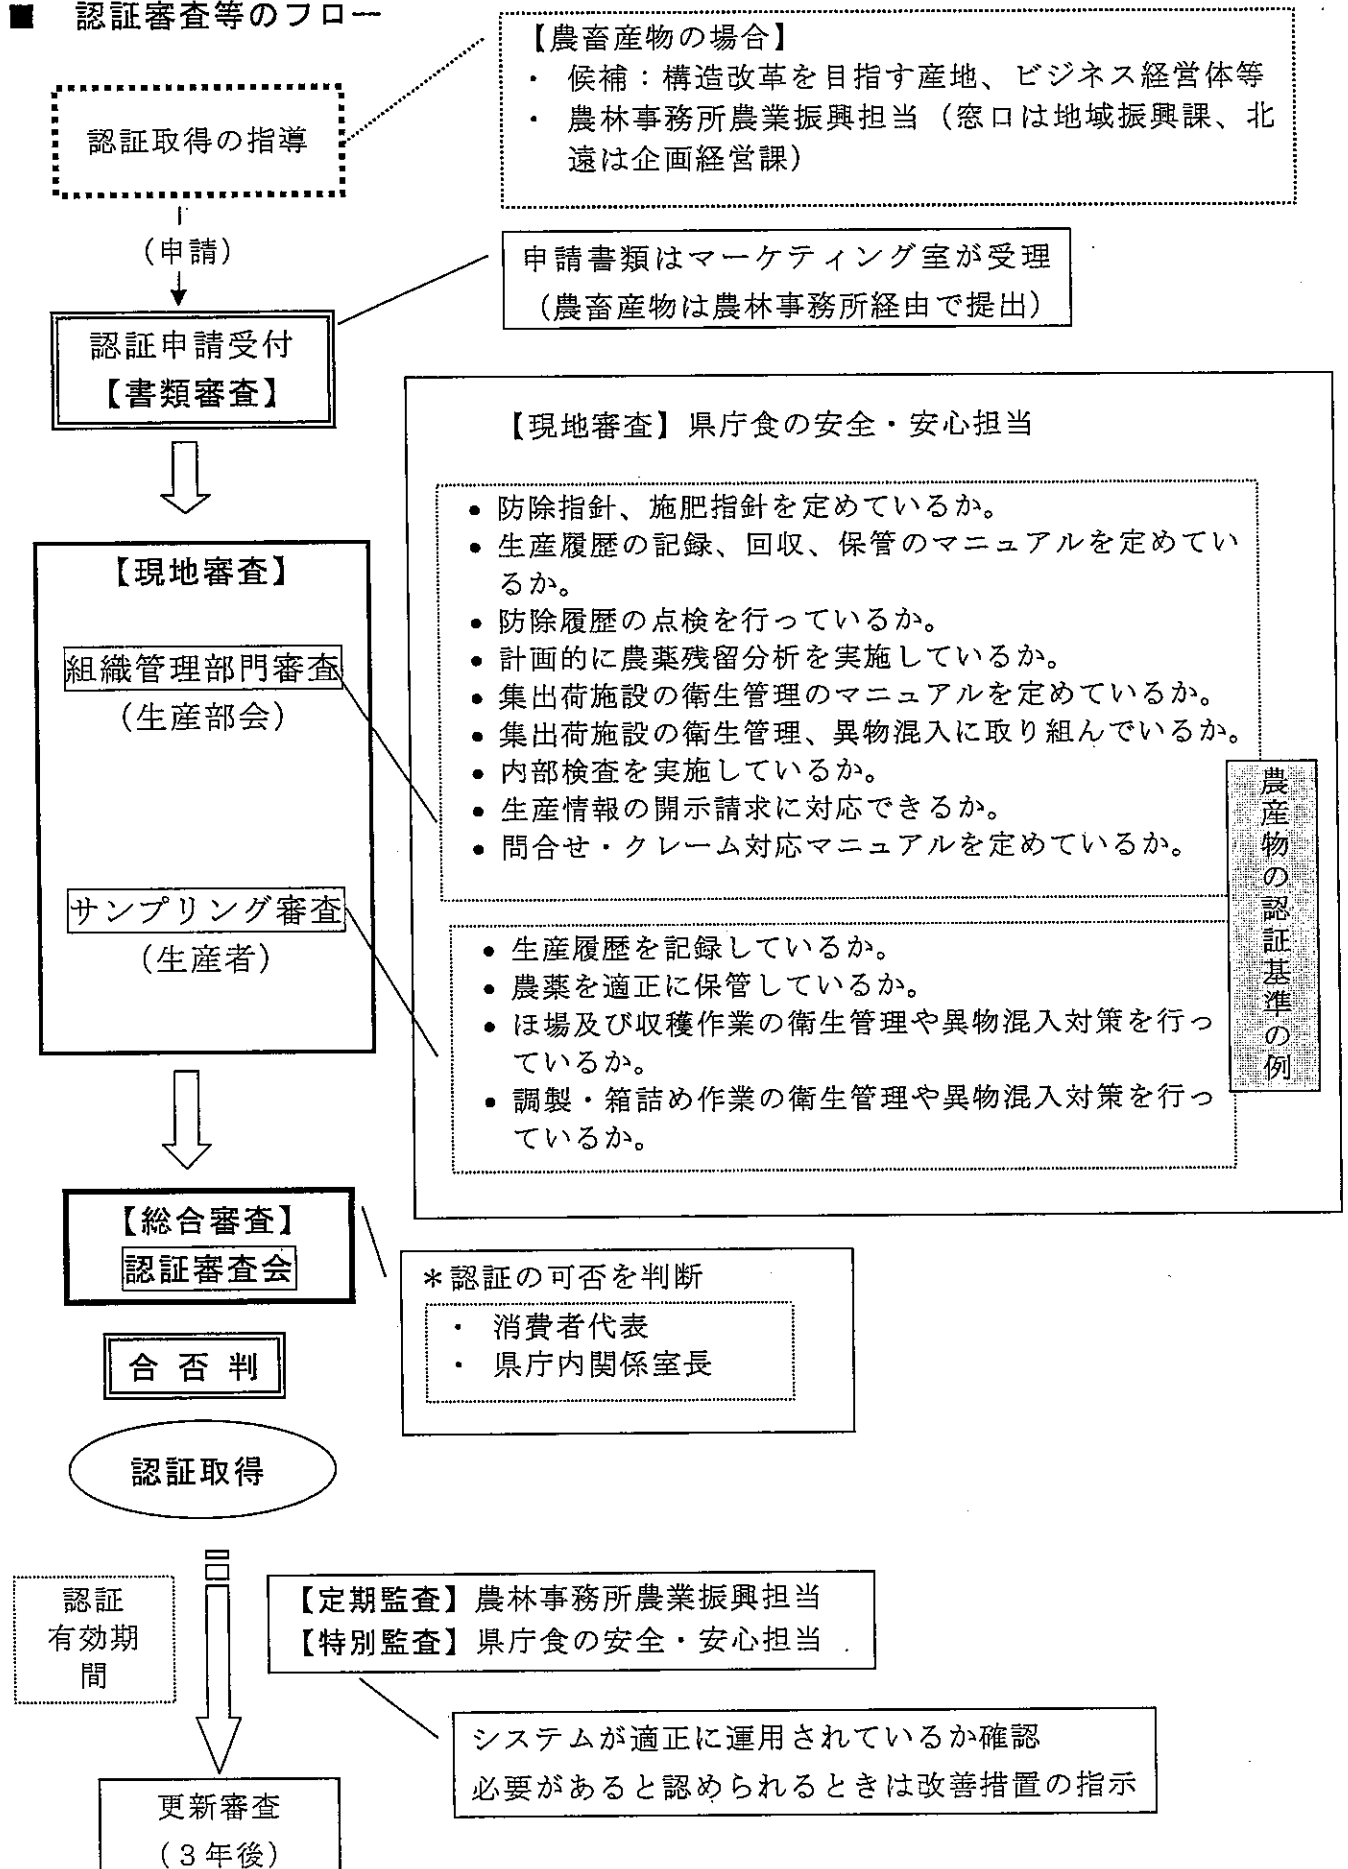 ■ 認証審査等のフロー
【農畜産物の場合】
・ 候補：構造改革を目指す産地、ビジネス経営体等
・ 農林事務所農業振興担当（窓口は地域振興課、北
遠は企画経営課）
認証取得の指導
（申請）
申請書類はマーケティング室が受理
（農畜産物は農林事務所経由で提出）
認証申請受付
【書類審査】
【現地審査】県庁食の安全・安心担当
• 防除指針、施肥指針を定めているか。
• 生産履歴の記録、回収、保管のマニュアルを定めてい
るか。
• 防除履歴の点検を行っているか。
• 計画的に農薬残留分析を実施しているか。
• 集出荷施設の衛生管理のマニュアルを定めているか。
• 集出荷施設の衛生管理、異物混入に取り組んでいるか。
• 内部検査を実施しているか。
• 生産情報の開示請求に対応できるか。
• 問合せ・クレーム対応マニュアルを定めているか。
【現地審査】
組織管理部門審査
（生産部会）
サンプリング審査
（生産者）
• 生産履歴を記録しているか。
• 農薬を適正に保管しているか。
• ほ場及び収穫作業の衛生管理や異物混入対策を行っ
ているか。
• 調製・箱詰め作業の衛生管理や異物混入対策を行っ
ているか。
農産物の認証基準の例
【総合審査】
認証審査会
＊認証の可否を判断
・ 消費者代表
・ 県庁内関係室長
合 否 判
認証取得
認証
有効期
間
【定期監査】農林事務所農業振興担当
【特別監査】県庁食の安全・安心担当
システムが適正に運用されているか確認
必要があると認められるときは改善措置の指示
更新審査
（３年後）